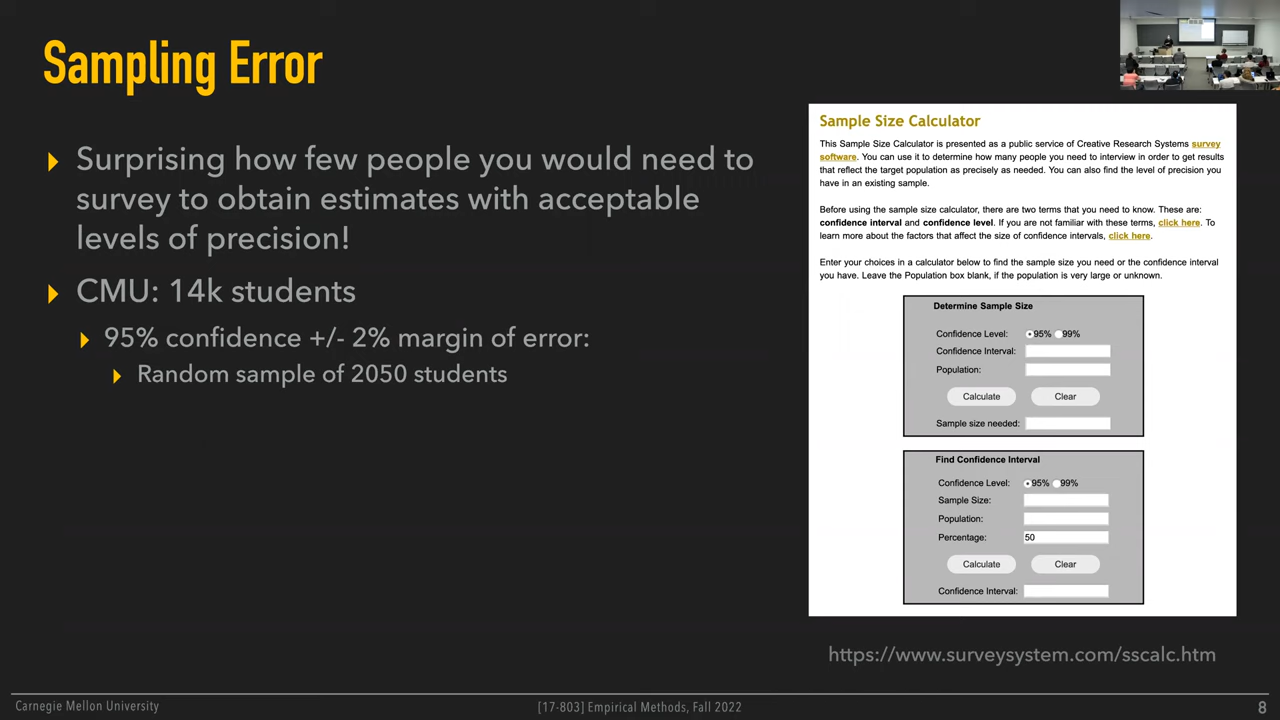 Sampling Error
Surprising how few people you would need to
survey to obtain estimates with acceptable
levels of precision!
CMU: 14k students
95% confidence +/- 2% margin of error:
Random sample of 2050 students
Sample Size Calculator
This Sample Size Calculator is presented as a public service of Creative Research Systems survey
software. You can use it to determine how many people you need to interview in order to get results
that reflect the target population as precisely as needed. You can also find the level of precision you
have in an existing sample.
Before using the sample size calculator, there are two terms that you need to know. These are:
confidence interval and confidence level. If you are not familiar with these terms, click here. To
learn more about the factors that affect the size of confidence intervals, click here.
Enter your choices in a calculator below to find the sample size you need or the confidence interval
you have. Leave the Population box blank, if the population is very large or unknown.
Determine Sample Size
Confidence Level: 95% 99%
Confidence Interval:
Population:
Calculate Clear
Sample size needed:
Find Confidence Interval
Confidence Level: 95% 99%
Sample Size:
Population:
Percentage: 50
Calculate Clear
Confidence Interval:
https://www.surveysystem.com/sscalc.htm
Carnegie Mellon University [17-803] Empirical Methods, Fall 2022 8